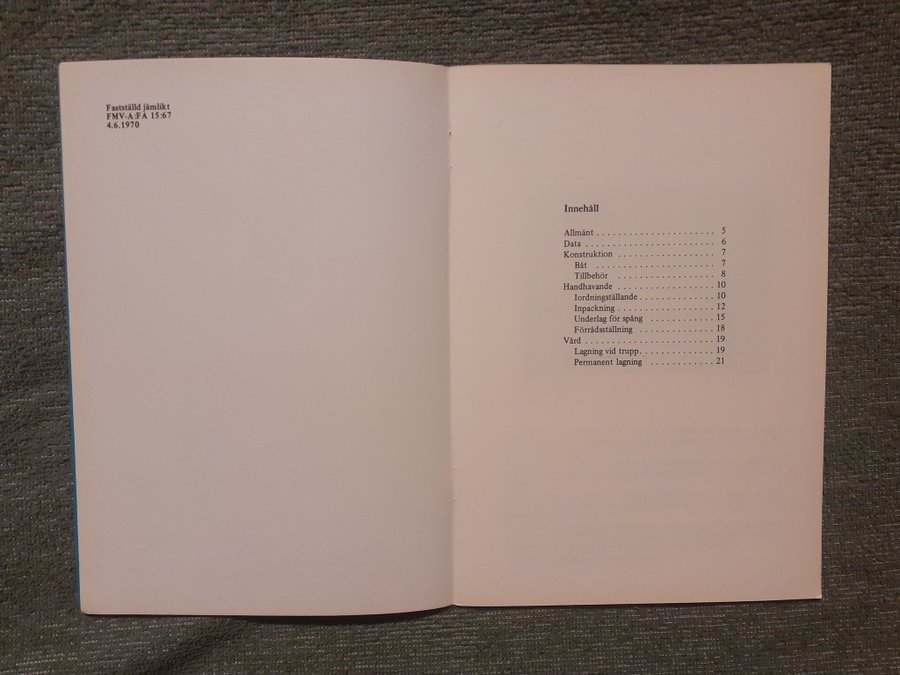 Fastställd jämlikt
FMV-A:FA 15:67
4.6.1970
Innehåll
Allmänt . . . . . . . . . . . . . . . . . . . . . . 5
Data . . . . . . . . . . . . . . . . . . . . . . . . 6
Konstruktion . . . . . . . . . . . . . . . . . . 7
Båt . . . . . . . . . . . . . . . . . . . . . . 7
Tillbehör . . . . . . . . . . . . . . . . . . 8
Handhavande . . . . . . . . . . . . . . . . . . 10
Iordningställande . . . . . . . . . . . . . . 10
Inpackning . . . . . . . . . . . . . . . . . . 12
Underlag för spång . . . . . . . . . . . . 15
Förrådsställning . . . . . . . . . . . . . . 18
Vård . . . . . . . . . . . . . . . . . . . . . . . . 19
Lagning vid trupp . . . . . . . . . . . . . . 19
Permanent lagning . . . . . . . . . . . . 21